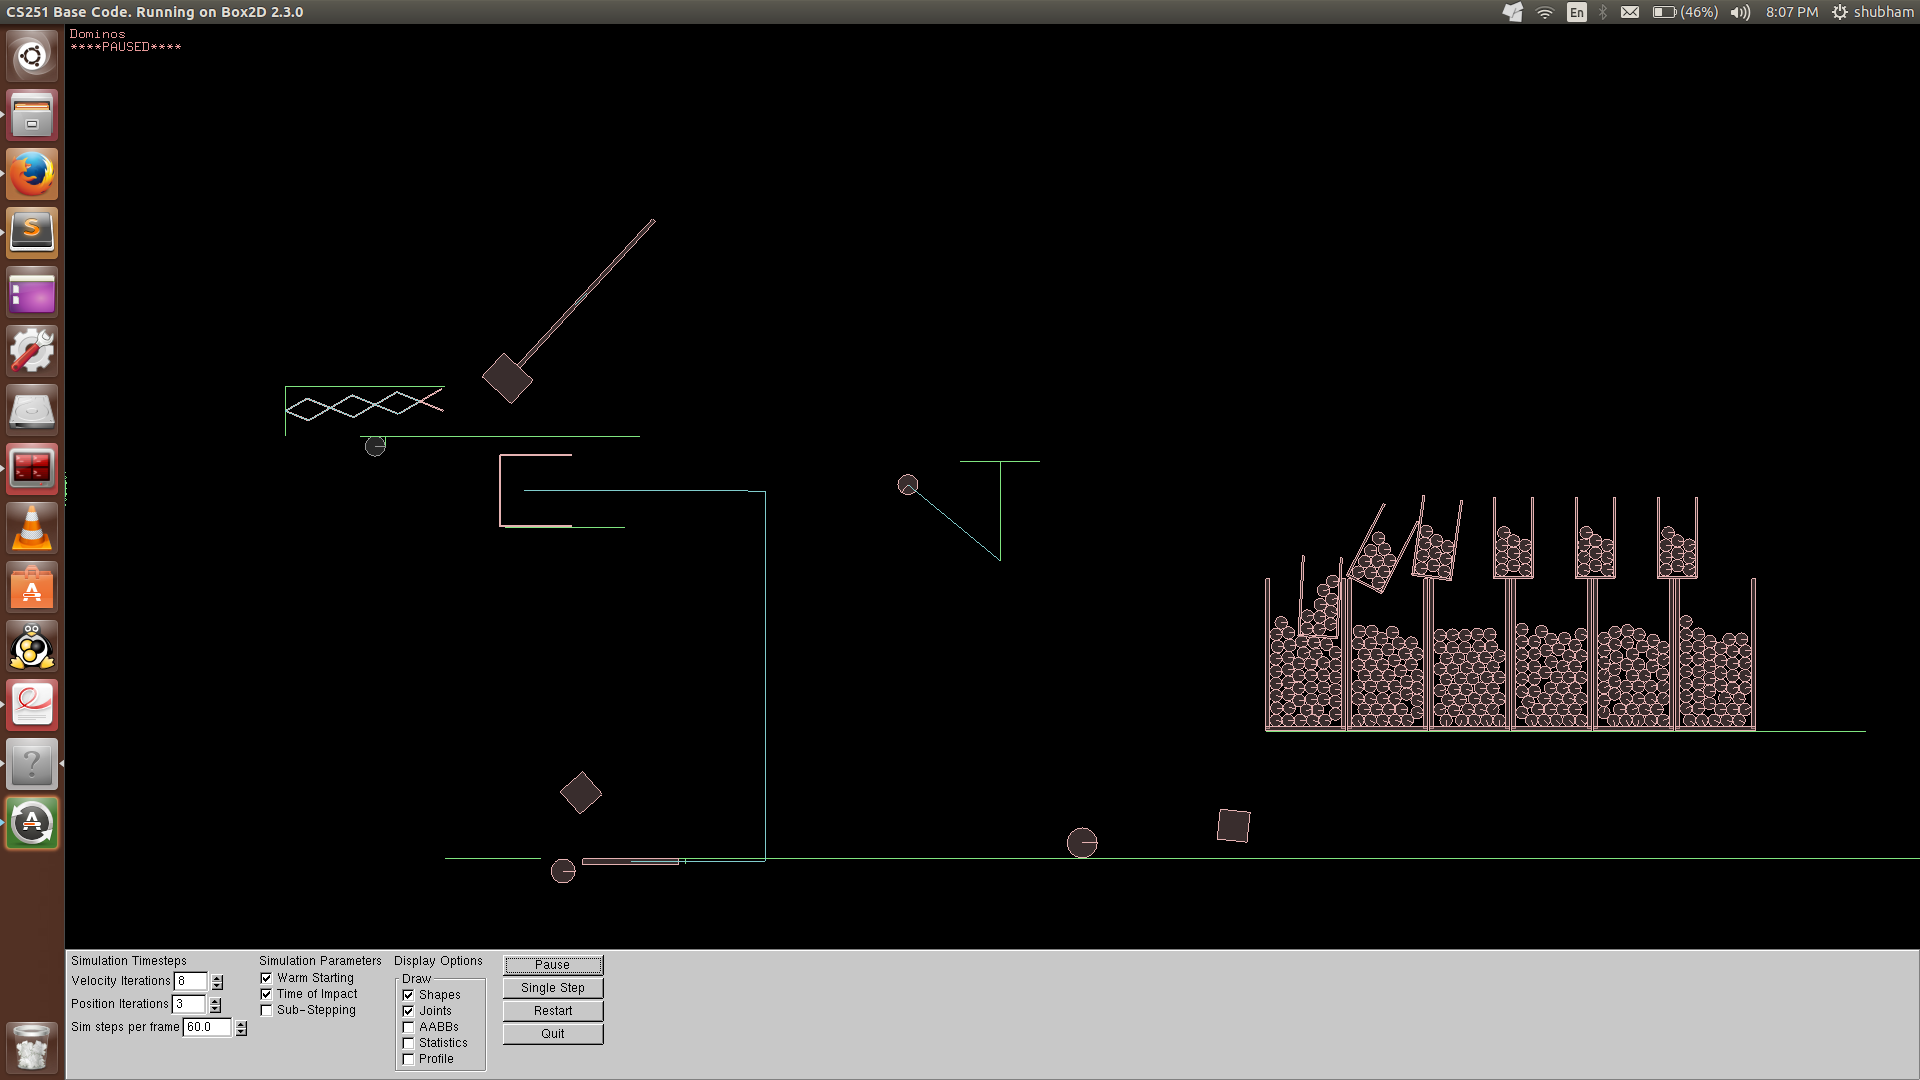 CS251 Base Code. Running on Box2D 2.3.0
En
(46%)
8:07 PM
shubham
Dominos
****PAUSED****
Simulation Timesteps
Velocity Iterations 8
Position Iterations 3
Sim steps per frame 60.0
Simulation Parameters
Warm Starting
Time of Impact
Sub-Stepping
Display Options
Draw
Shapes
Joints
AABBs
Statistics
Profile
Pause
Single Step
Restart
Quit